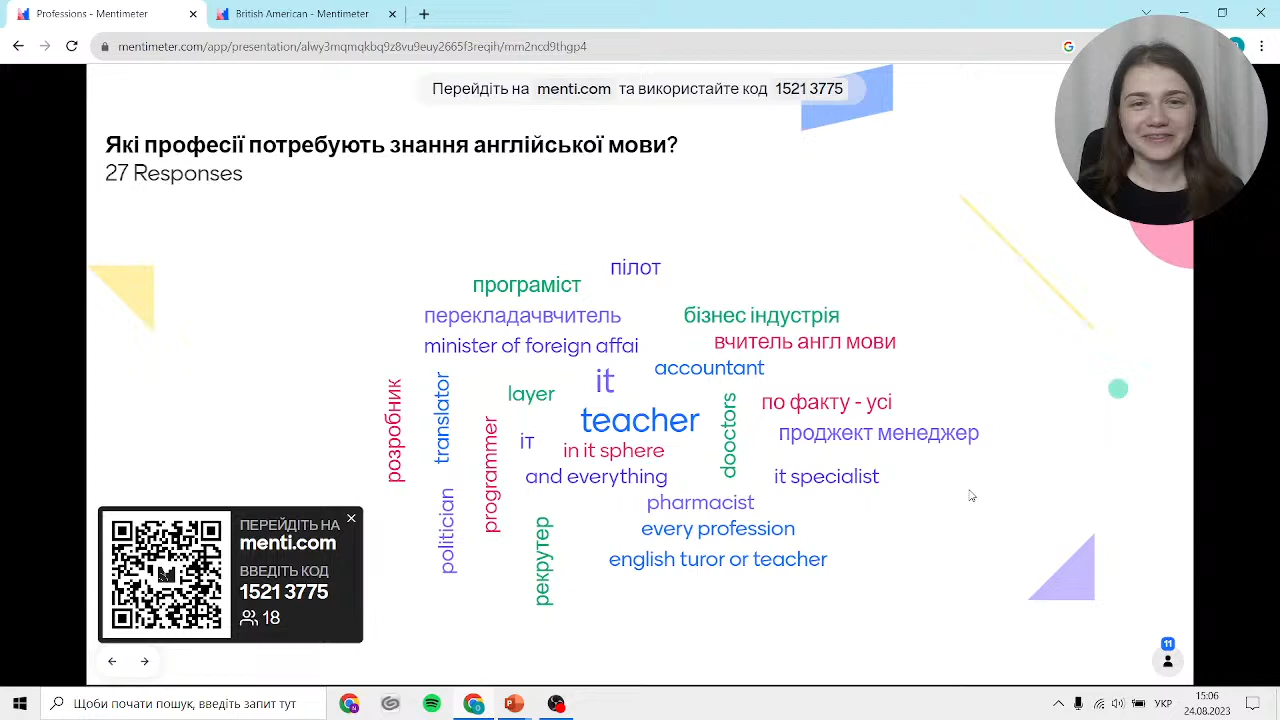 Professions - Mentimeter
British American - Mentimeter
mentimeter.com/app/presentation/alwy3mqmqkbq9z8vu9euy2665f3reqih/mm2ncd9thgp4
Перейдіть на menti.com та використайте код 1521 3775
Які професії потребують знання англійської мови?
27 Responses
пілот
програміст
перекладачвчитель
бізнес індустрія
вчитель англ мови
minister of foreign affai
accountant
it
layer
по факту - усі
teacher
проджект менеджер
іт
in it sphere
dooctors
розробник
translator
programmer
and everything
it specialist
pharmacist
politician
every profession
рекрутер
english turor or teacher
ПЕРЕЙДІТЬ НА
menti.com
ВВЕДІТЬ КОД
1521 3775
18
11
Щоби почати пошук, введіть запит тут
УКР
15:06
24.08.2023